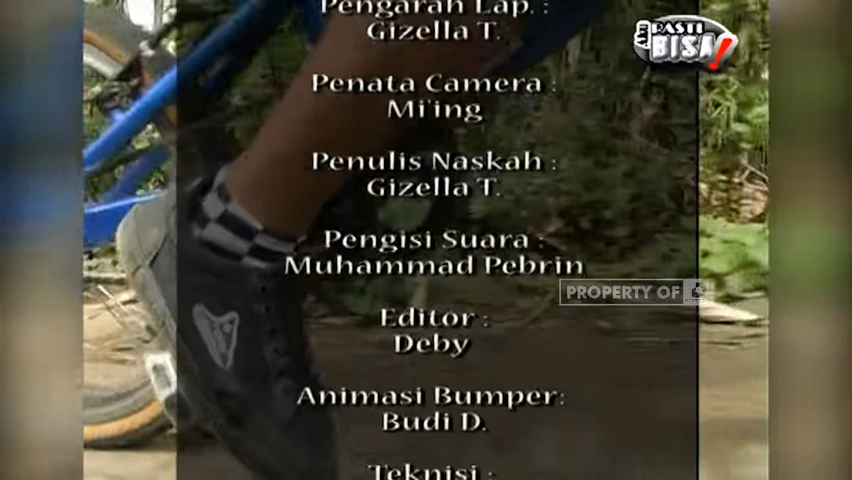 Pengarah Lap. :
Gizella T.
PASTI
BISA!
Penata Camera :
Mi'ing
Penulis Naskah :
Gizella T.
Pengisi Suara :
Muhammad Pebrin
PROPERTY OF
Editor :
Deby
Animasi Bumper:
Budi D.
Teknisi :